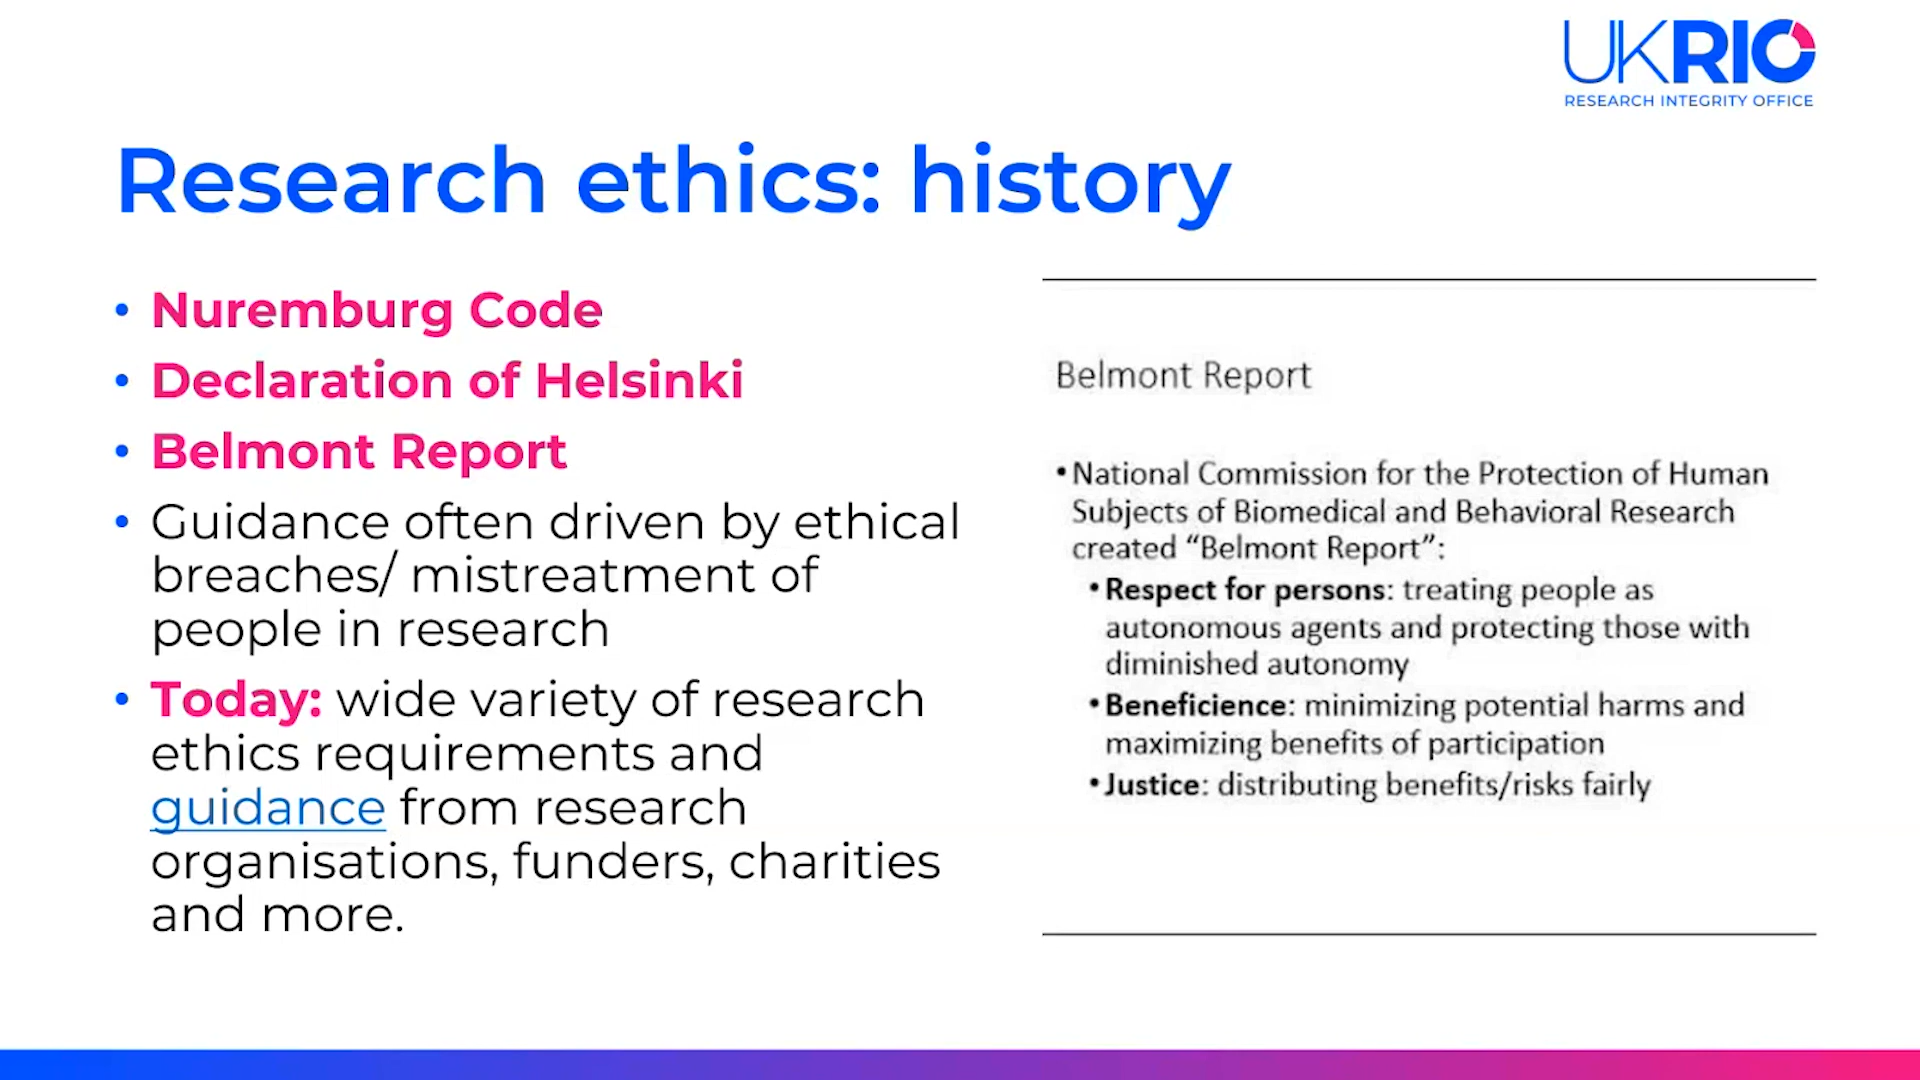 UKRIO
RESEARCH INTEGRITY OFFICE
Research ethics: history
• Nuremburg Code
• Declaration of Helsinki
• Belmont Report
• Guidance often driven by ethical
breaches/ mistreatment of
people in research
• Today: wide variety of research
ethics requirements and
guidance from research
organisations, funders, charities
and more.
Belmont Report
• National Commission for the Protection of Human
Subjects of Biomedical and Behavioral Research
created “Belmont Report”:
• Respect for persons: treating people as
autonomous agents and protecting those with
diminished autonomy
• Beneficience: minimizing potential harms and
maximizing benefits of participation
• Justice: distributing benefits/risks fairly